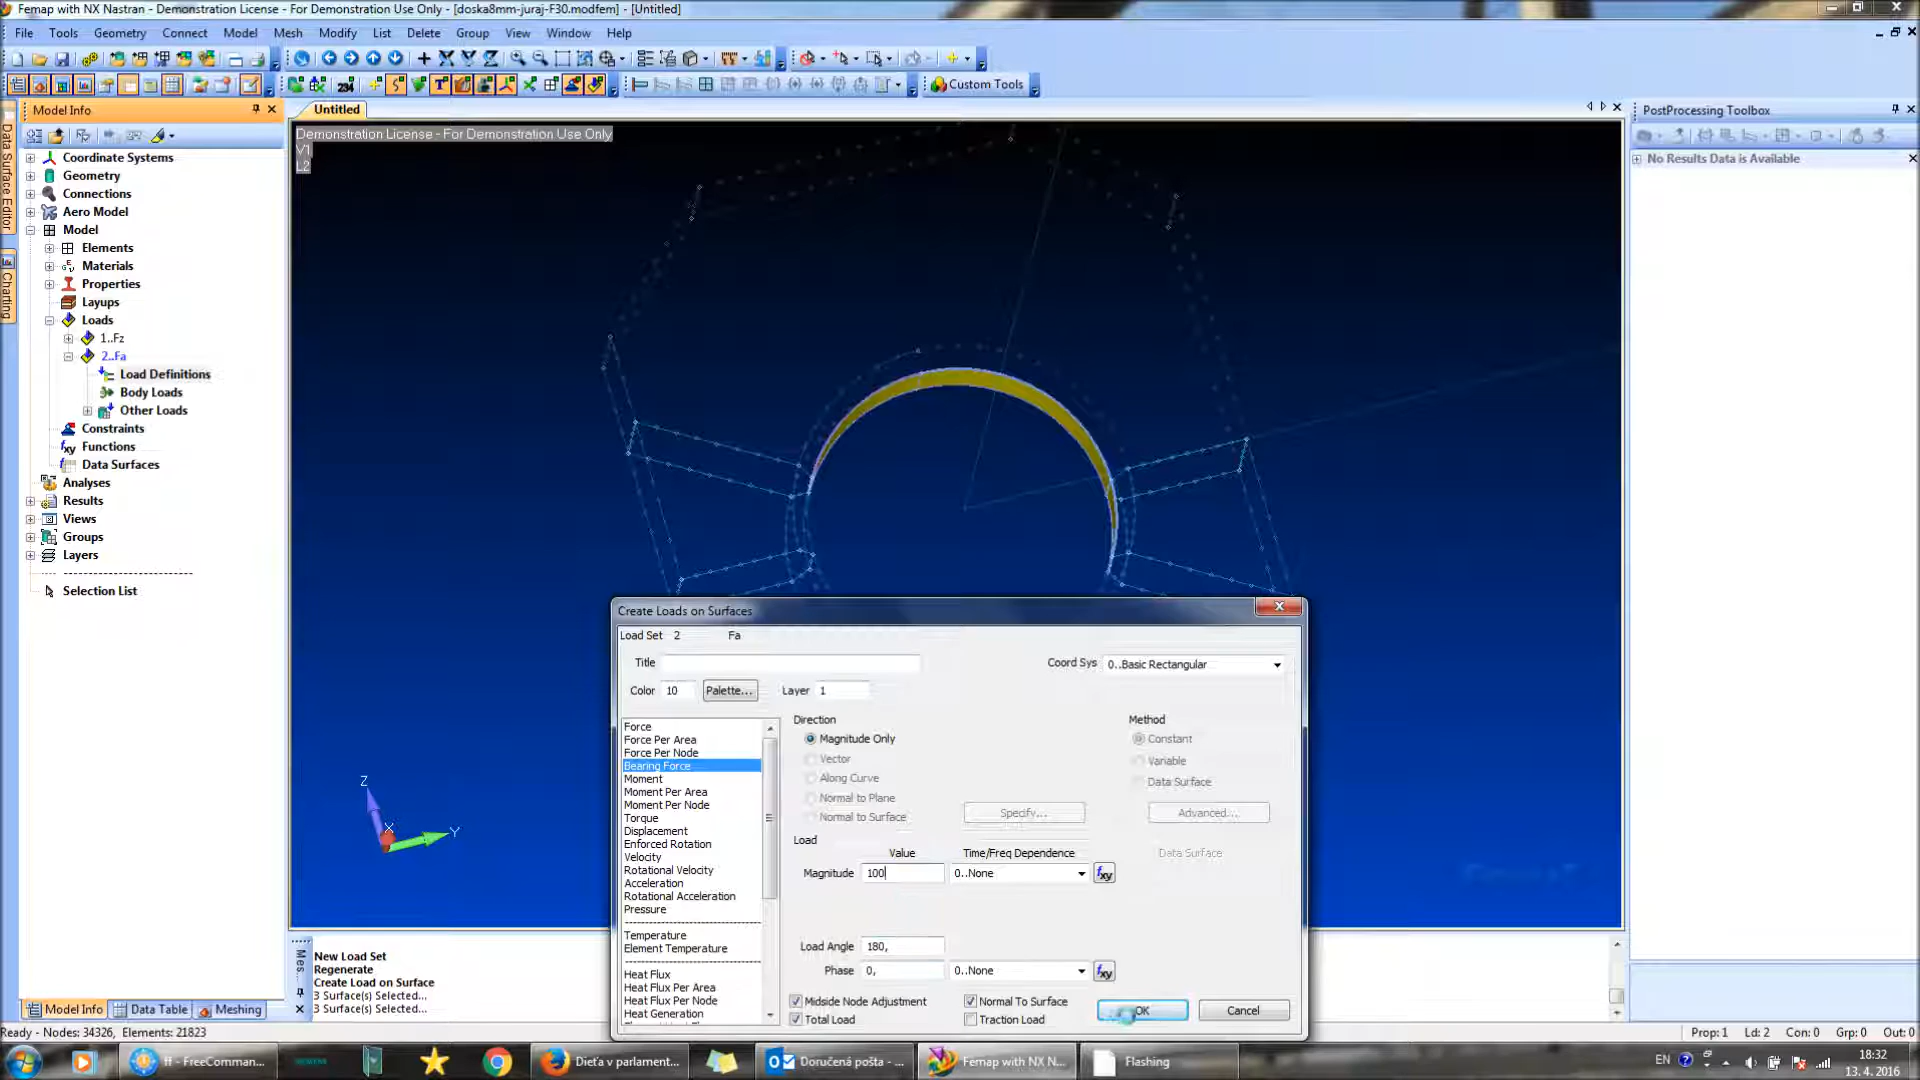 Femap with NX Nastran - Demonstration License - For Demonstration Use Only - [doska8mm-juraj-F30.modfem] - [Untitled]
File Tools Geometry Connect Model Mesh Modify List Delete Group View Window Help
Custom Tools
Model Info
Untitled
PostProcessing Toolbox
No Results Data is Available
Data Surface Editor
Charting
Coordinate Systems
Geometry
Connections
Aero Model
Model
Elements
Materials
Properties
Layups
Loads
1..Fz
2..Fa
Load Definitions
Body Loads
Other Loads
Constraints
Functions
Data Surfaces
Analyses
Results
Views
Groups
Layers
Selection List
Demonstration License - For Demonstration Use Only
V1
L2
Z
X
Y
Create Loads on Surfaces
Load Set 2 Fa
Title
Coord Sys 0..Basic Rectangular
Color 10 Palette... Layer 1
Force
Force Per Area
Force Per Node
Bearing Force
Moment
Moment Per Area
Moment Per Node
Torque
Displacement
Enforced Rotation
Velocity
Rotational Velocity
Acceleration
Rotational Acceleration
Pressure
Temperature
Element Temperature
Heat Flux
Heat Flux Per Area
Heat Flux Per Node
Heat Generation
Direction
Magnitude Only
Vector
Along Curve
Normal to Plane
Normal to Surface
Specify...
Method
Constant
Variable
Data Surface
Advanced...
Load
Value Time/Freq Dependence Data Surface
Magnitude 100 0..None
Load Angle 180,
Phase 0, 0..None
Midside Node Adjustment Normal To Surface
Total Load Traction Load
OK Cancel
Mes...
New Load Set
Regenerate
Create Load on Surface
3 Surface(s) Selected...
3 Surface(s) Selected...
Model Info Data Table Meshing
Ready - Nodes: 34326, Elements: 21823
Prop: 1 Ld: 2 Con: 0 Grp: 0 Out: 0
ff - FreeComman...
Dieťa v parlament...
Doručená pošta - ...
Femap with NX N...
Flashing
EN
18:32
13. 4. 2016